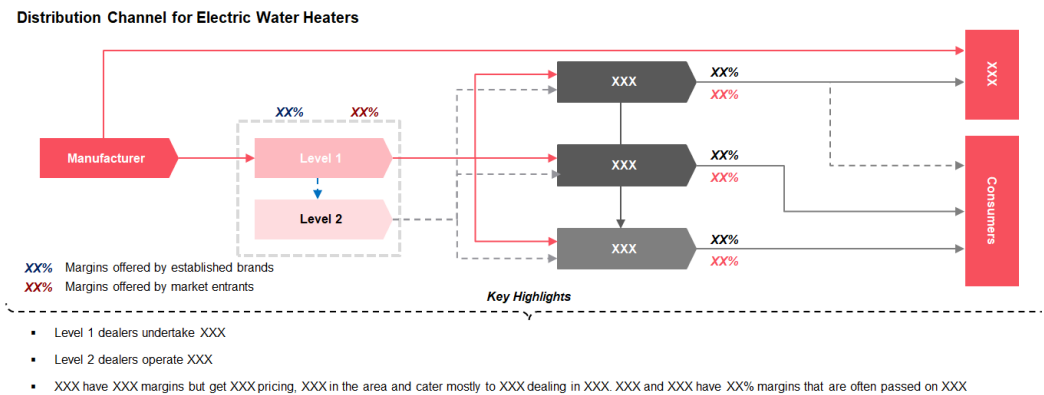 Distribution Channel for Electric Water Heaters
XXX
XXX
XX%
XX%
XX%
XX%
Manufacturer
Level 1
XXX
XX%
XX%
Level 2
Consumers
XXX
XX%
XX%
XX% Margins offered by established brands
XX% Margins offered by market entrants
Key Highlights
▪ Level 1 dealers undertake XXX
▪ Level 2 dealers operate XXX
▪ XXX have XXX margins but get XXX pricing, XXX in the area and cater mostly to XXX dealing in XXX. XXX and XXX have XX% margins that are often passed on XXX